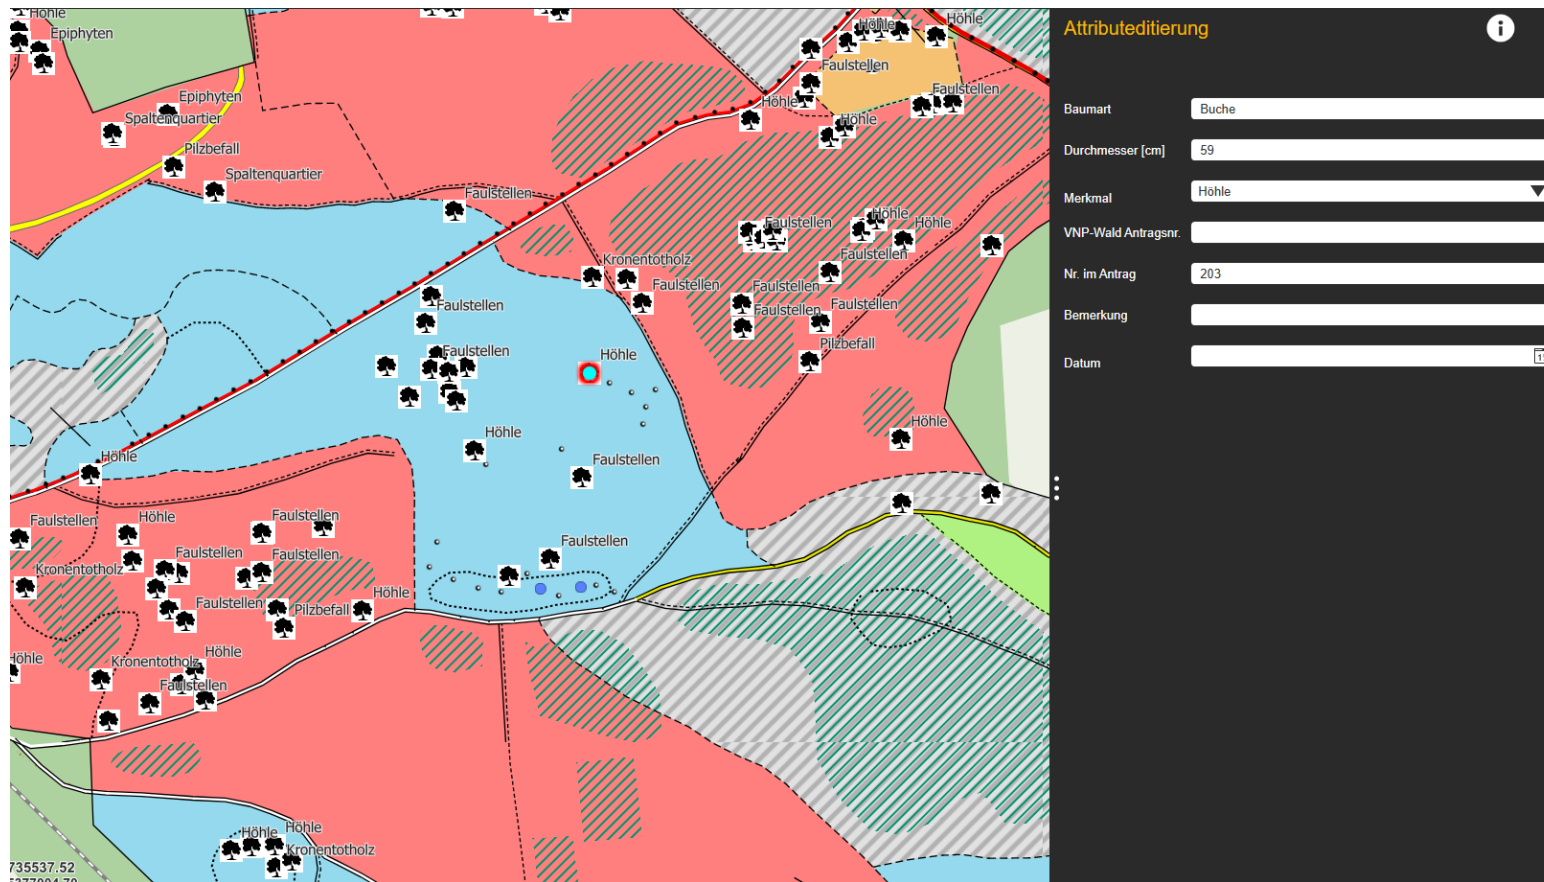 Höhle
Höhle
Höhle
Attributeditierung
Epiphyten
Faulstellen
Faulstellen
Epiphyten
Höhle
Baumart
Buche
Spaltenquartier
Höhle
Pilzbefall
Durchmesser [cm]
59
Spaltenquartier
Faulstellen
Merkmal
Höhle
Faulstellen
Höhle
Höhle
VNP-Wald Antragsnr.
Kronentotholz
Faulstellen
Nr. im Antrag
203
Faulstellen
Faulstellen
Faulstellen
Faulstellen
Faulstellen
Bemerkung
Pilzbefall
Faulstellen
Höhle
Datum
Höhle
Höhle
Höhle
Faulstellen
Faulstellen
Höhle
Faulstellen
Faulstellen
Faulstellen
Faulstellen
Kronentotholz
Höhle
Faulstellen
Pilzbefall
Höhle
Höhle
Kronentotholz
Faulstellen
Höhle
Höhle
Kronentotholz
735537.52